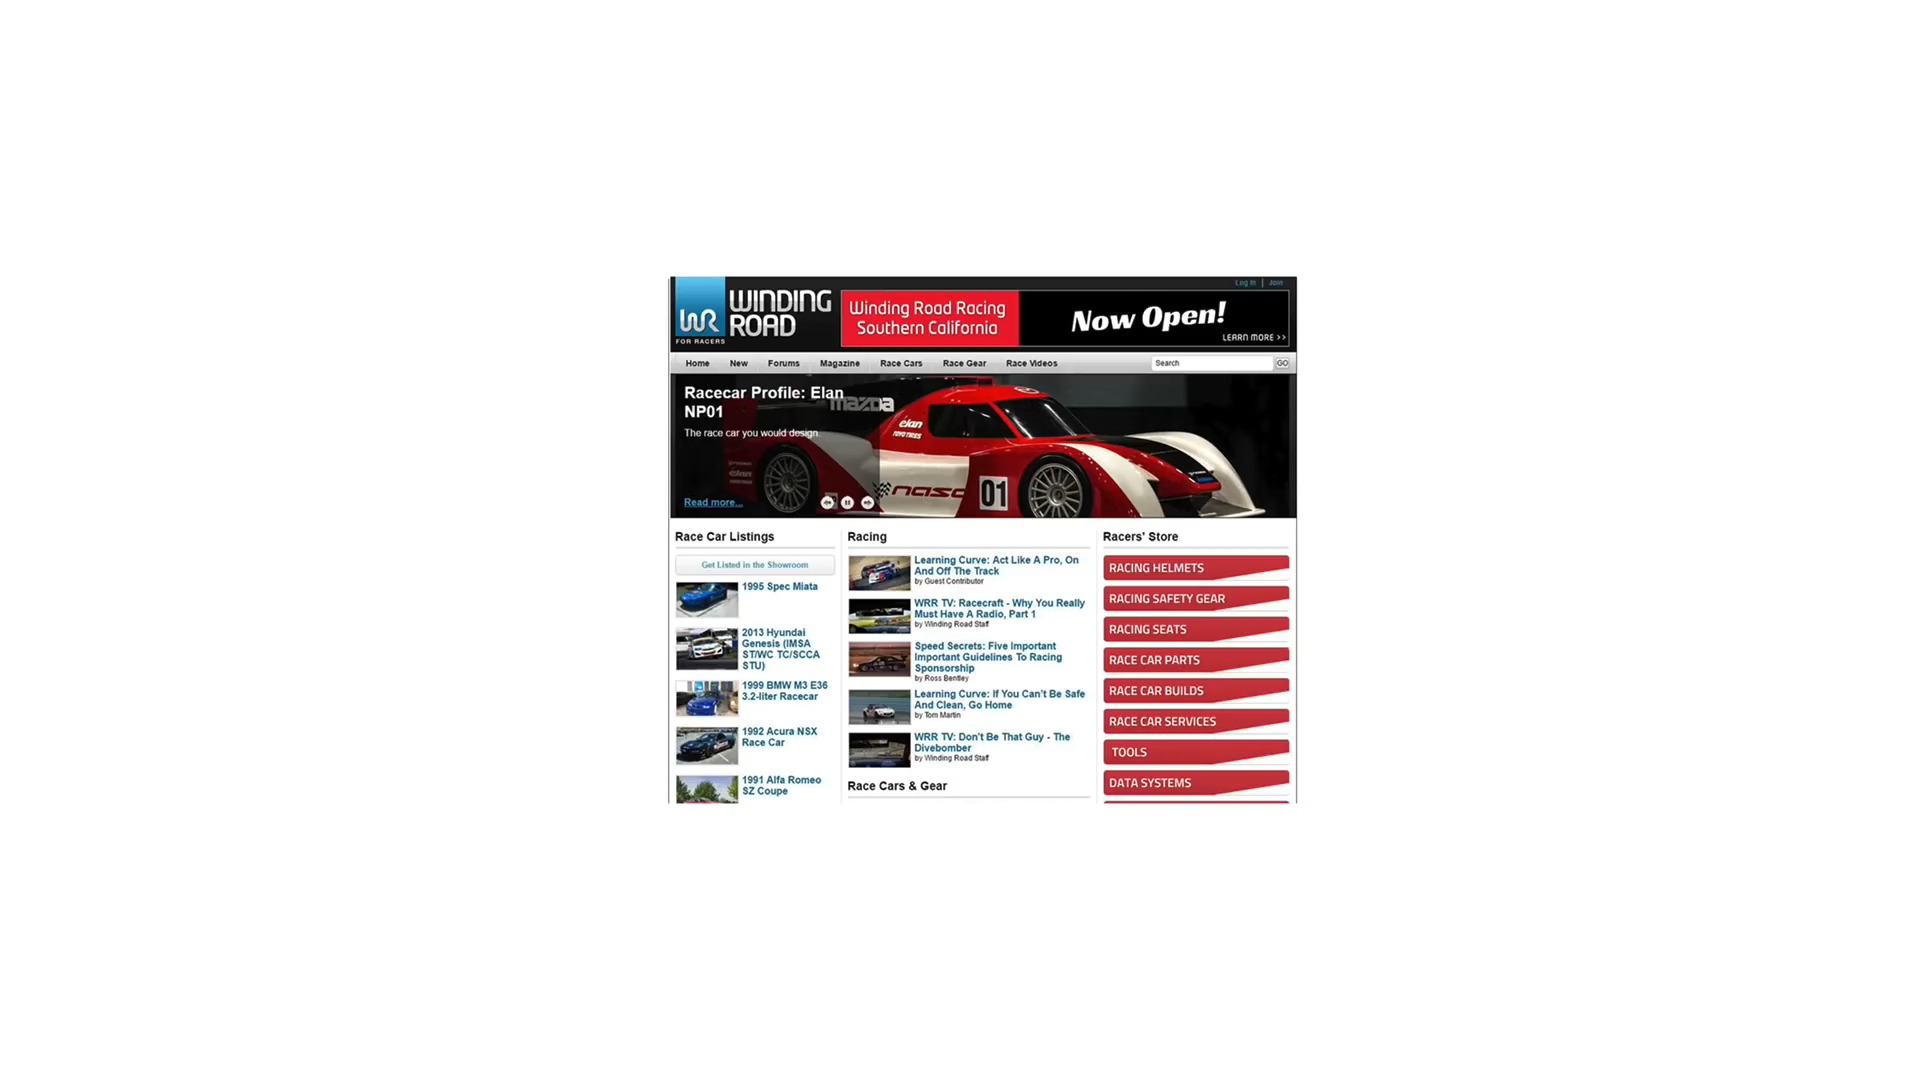 Log In | Join
WR
FOR RACERS
WINDING
ROAD
Winding Road Racing
Southern California
Now Open!
LEARN MORE >>
Home New Forums Magazine Race Cars Race Gear Race Videos
Search GO
Racecar Profile: Elan
NP01
The race car you would design.
Read more...
mazda
elan
TOYO TIRES
elan
nasa
01
Race Car Listings
Get Listed in the Showroom
1995 Spec Miata
2013 Hyundai
Genesis (IMSA
ST/WC TC/SCCA
STU)
1999 BMW M3 E36
3.2-liter Racecar
1992 Acura NSX
Race Car
1991 Alfa Romeo
SZ Coupe
Racing
Learning Curve: Act Like A Pro, On
And Off The Track
by Guest Contributor
WRR TV: Racecraft - Why You Really
Must Have A Radio, Part 1
by Winding Road Staff
Speed Secrets: Five Important
Important Guidelines To Racing
Sponsorship
by Ross Bentley
Learning Curve: If You Can't Be Safe
And Clean, Go Home
by Tom Martin
WRR TV: Don't Be That Guy - The
Divebomber
by Winding Road Staff
Race Cars & Gear
Racers' Store
RACING HELMETS
RACING SAFETY GEAR
RACING SEATS
RACE CAR PARTS
RACE CAR BUILDS
RACE CAR SERVICES
TOOLS
DATA SYSTEMS